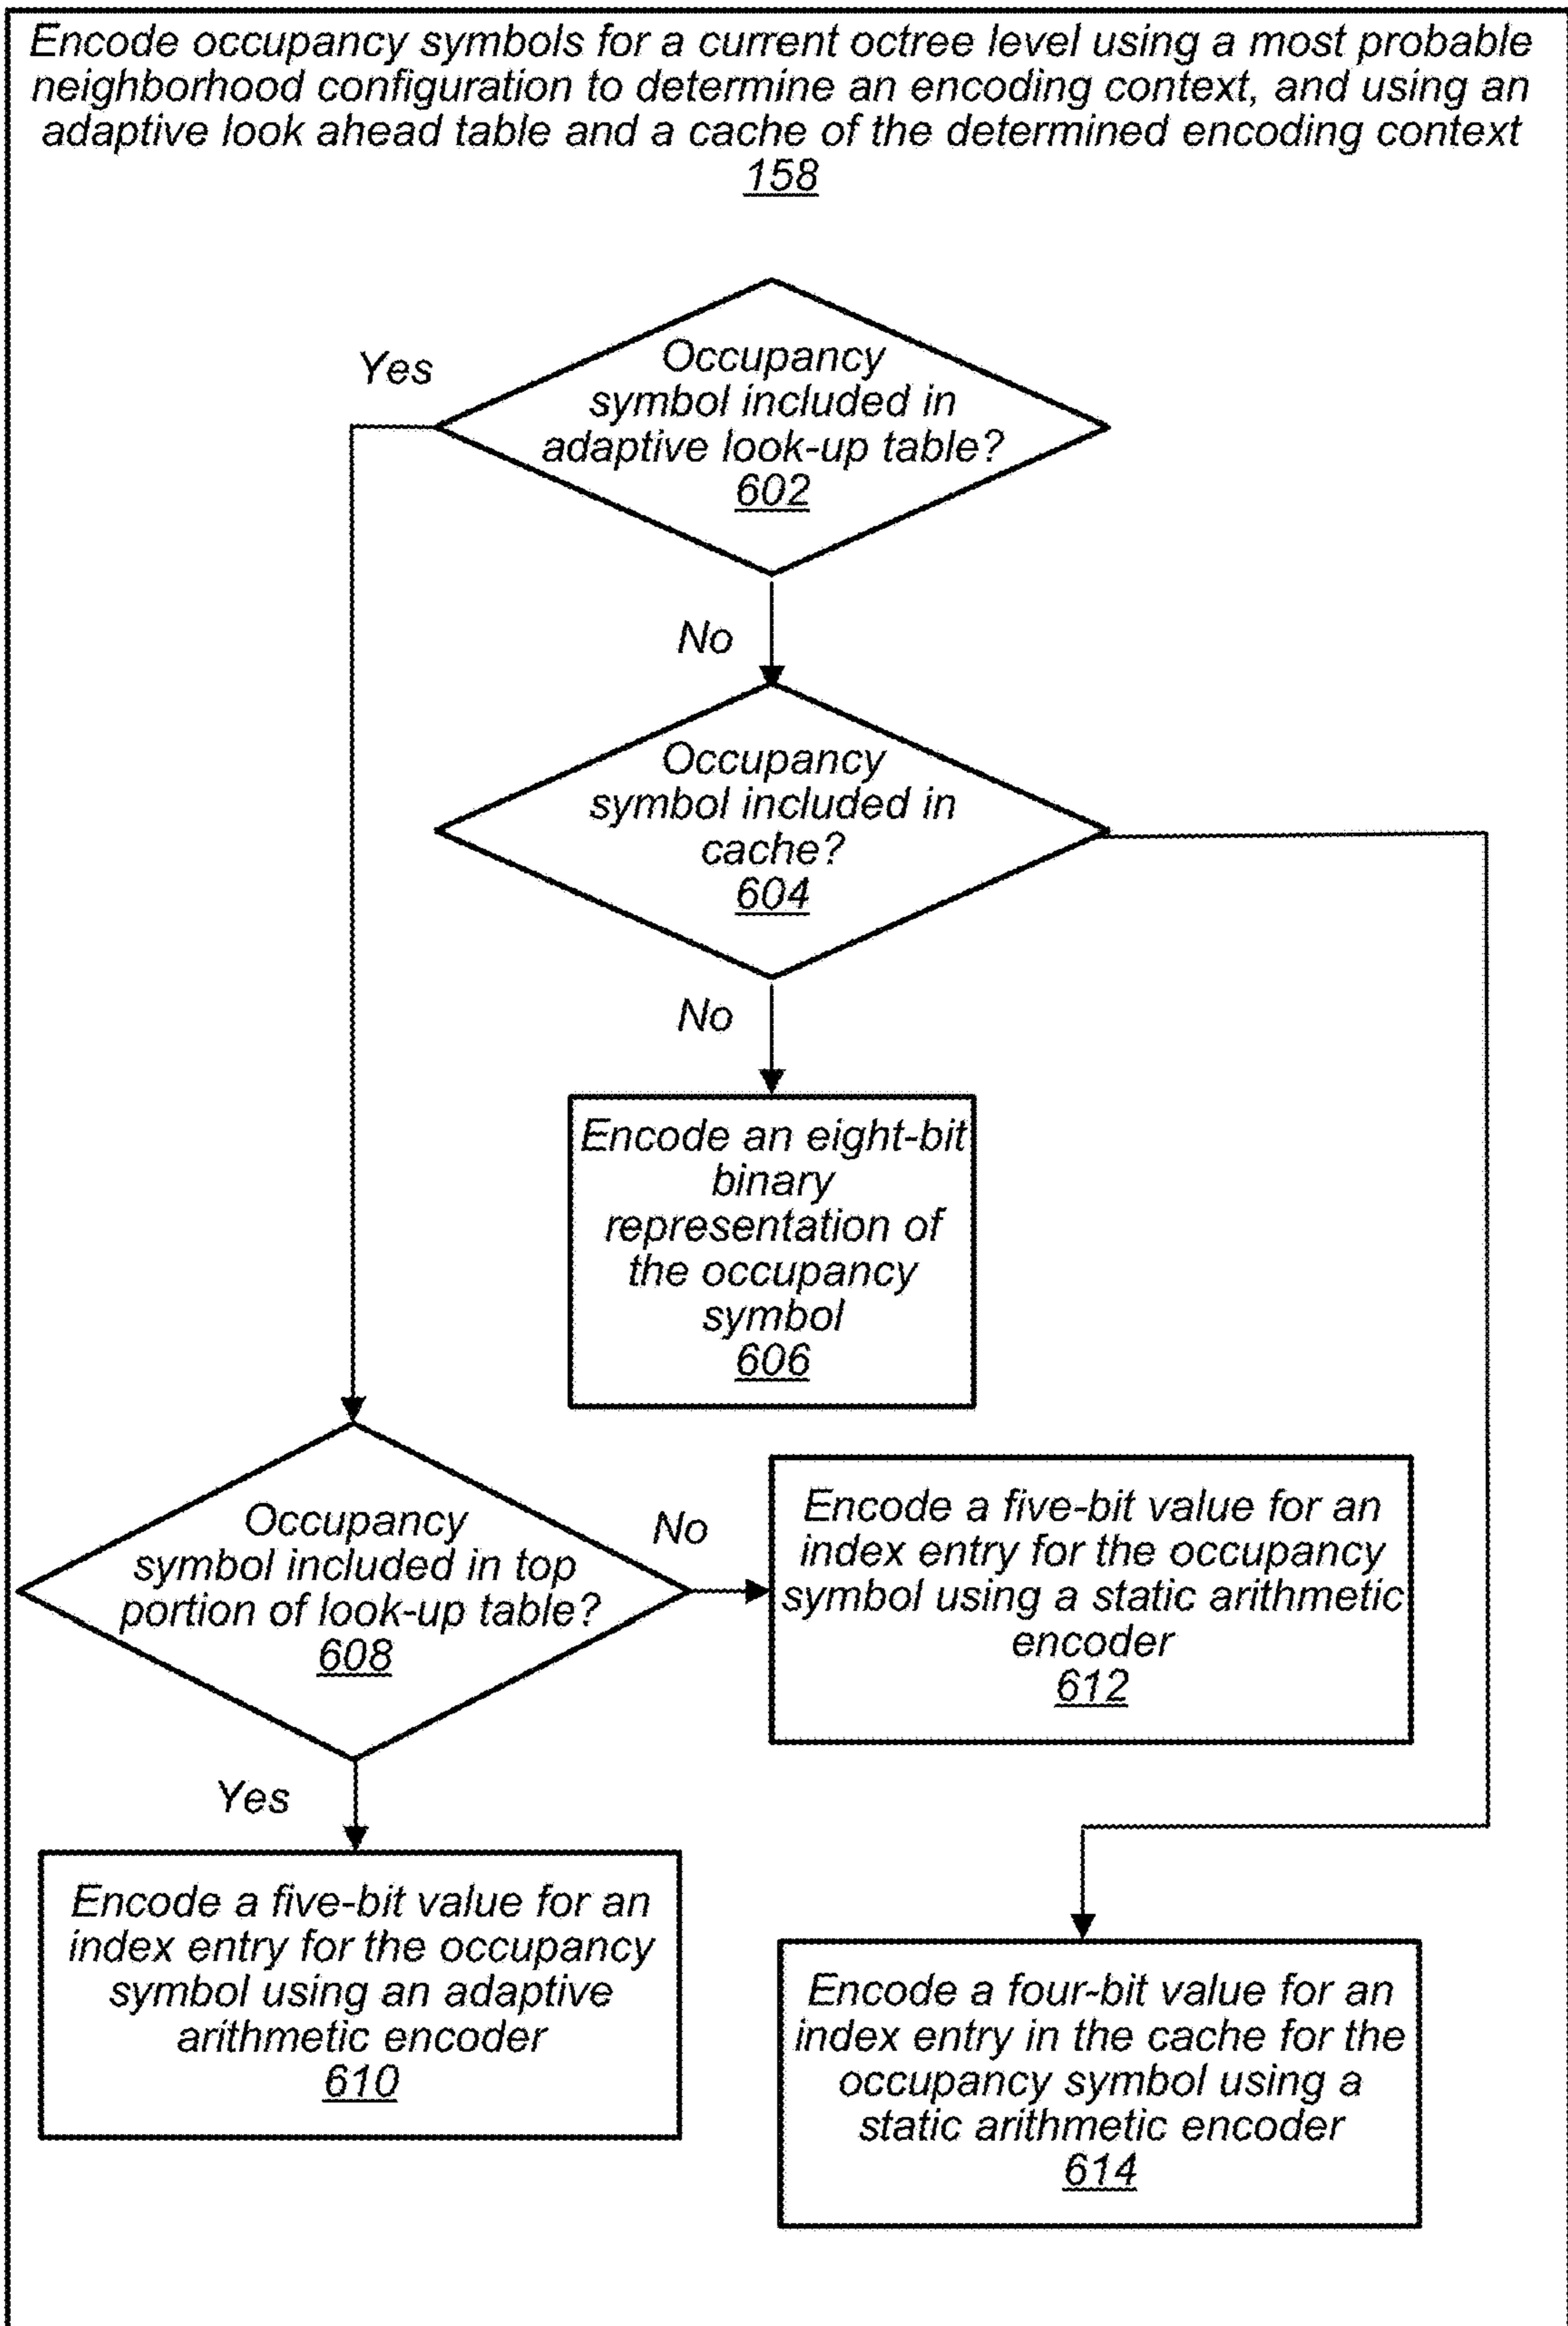 Encode occupancy symbols for a current octree level using a most probable
neighborhood configuration to determine an encoding context, and using an
adaptive look ahead table and a cache of the determined encoding context
158
Yes
Occupancy
symbol included in
adaptive look-up table?
602
No
Occupancy
symbol included in
cache?
604
No
Encode an eight-bit
binary
representation of
the occupancy
symbol
606
Occupancy
symbol included in top
portion of look-up table?
608
No
Encode a five-bit value for an
index entry for the occupancy
symbol using a static arithmetic
encoder
612
Yes
Encode a five-bit value for an
index entry for the occupancy
symbol using an adaptive
arithmetic encoder
610
Encode a four-bit value for an
index entry in the cache for the
occupancy symbol using a
static arithmetic encoder
614